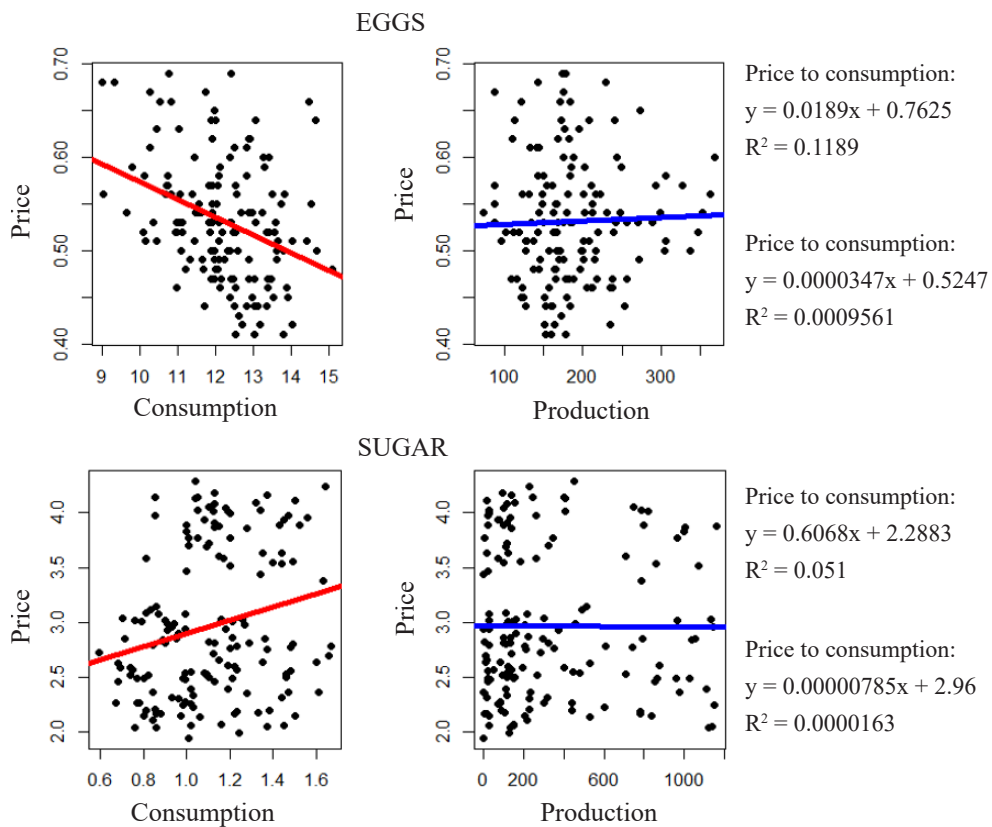 EGGS
Price
0.40
0.50
0.60
0.70
9 10 11 12 13 14 15
Consumption
Price
0.40
0.50
0.60
0.70
100 200 300
Production
Price to consumption:
y = 0.0189x + 0.7625
R² = 0.1189
Price to consumption:
y = 0.0000347x + 0.5247
R² = 0.0009561
SUGAR
Price
2.0
2.5
3.0
3.5
4.0
0.6 0.8 1.0 1.2 1.4 1.6
Consumption
Price
2.0
2.5
3.0
3.5
4.0
0 200 600 1000
Production
Price to consumption:
y = 0.6068x + 2.2883
R² = 0.051
Price to consumption:
y = 0.00000785x + 2.96
R² = 0.0000163